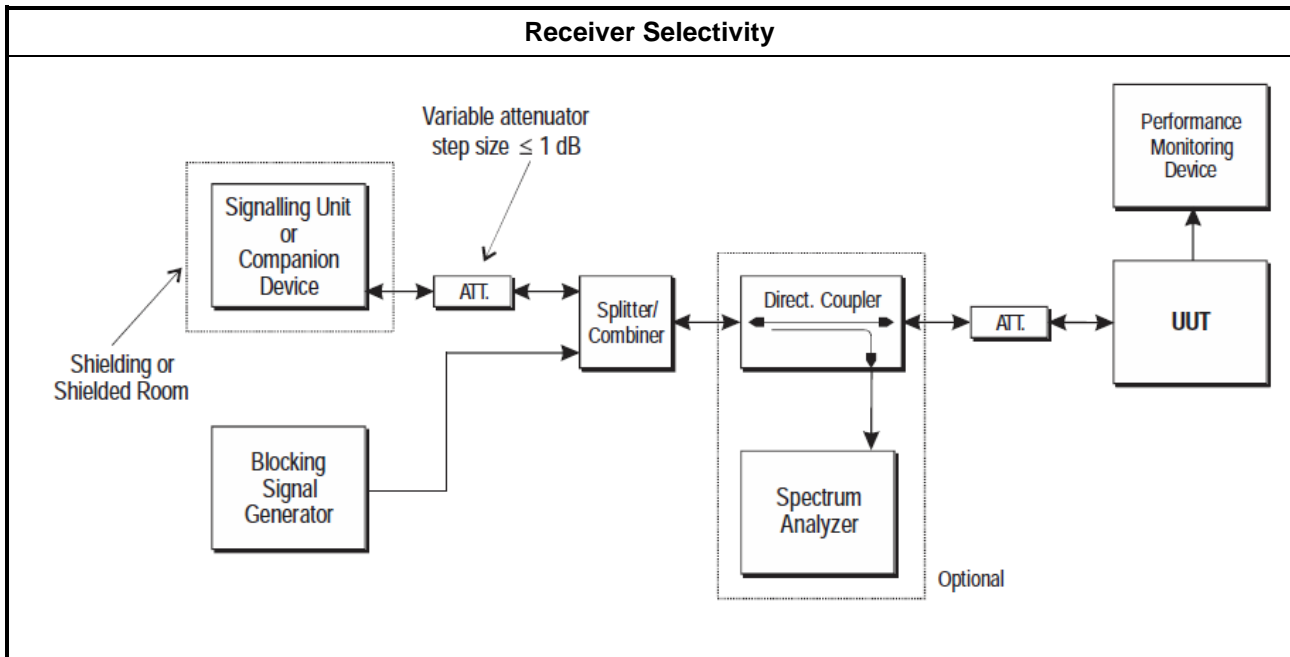 Receiver Selectivity
Variable attenuator
step size ≤ 1 dB
Performance
Monitoring
Device
Signalling Unit
or
Companion
Device
ATT.
Splitter/
Combiner
Direct. Coupler
ATT.
UUT
Shielding or
Shielded Room
Blocking
Signal
Generator
Spectrum
Analyzer
Optional